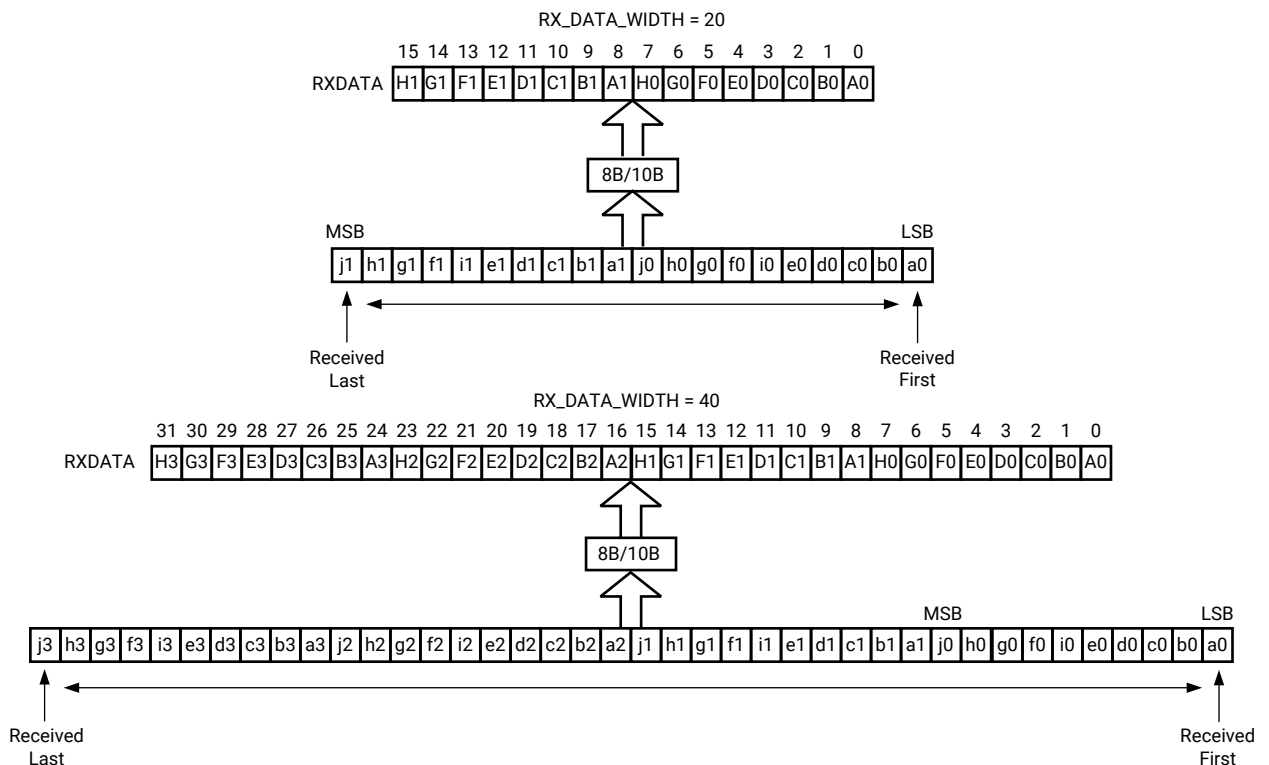 RX_DATA_WIDTH = 20
15 14 13 12 11 10 9 8 7 6 5 4 3 2 1 0
RXDATA H1 G1 F1 E1 D1 C1 B1 A1 H0 G0 F0 E0 D0 C0 B0 A0
8B/10B
MSB LSB
j1 h1 g1 f1 i1 e1 d1 c1 b1 a1 j0 h0 g0 f0 i0 e0 d0 c0 b0 a0
Received Received
Last First
RX_DATA_WIDTH = 40
31 30 29 28 27 26 25 24 23 22 21 20 19 18 17 16 15 14 13 12 11 10 9 8 7 6 5 4 3 2 1 0
RXDATA H3 G3 F3 E3 D3 C3 B3 A3 H2 G2 F2 E2 D2 C2 B2 A2 H1 G1 F1 E1 D1 C1 B1 A1 H0 G0 F0 E0 D0 C0 B0 A0
8B/10B
MSB LSB
j3 h3 g3 f3 i3 e3 d3 c3 b3 a3 j2 h2 g2 f2 i2 e2 d2 c2 b2 a2 j1 h1 g1 f1 i1 e1 d1 c1 b1 a1 j0 h0 g0 f0 i0 e0 d0 c0 b0 a0
Received Received
Last First